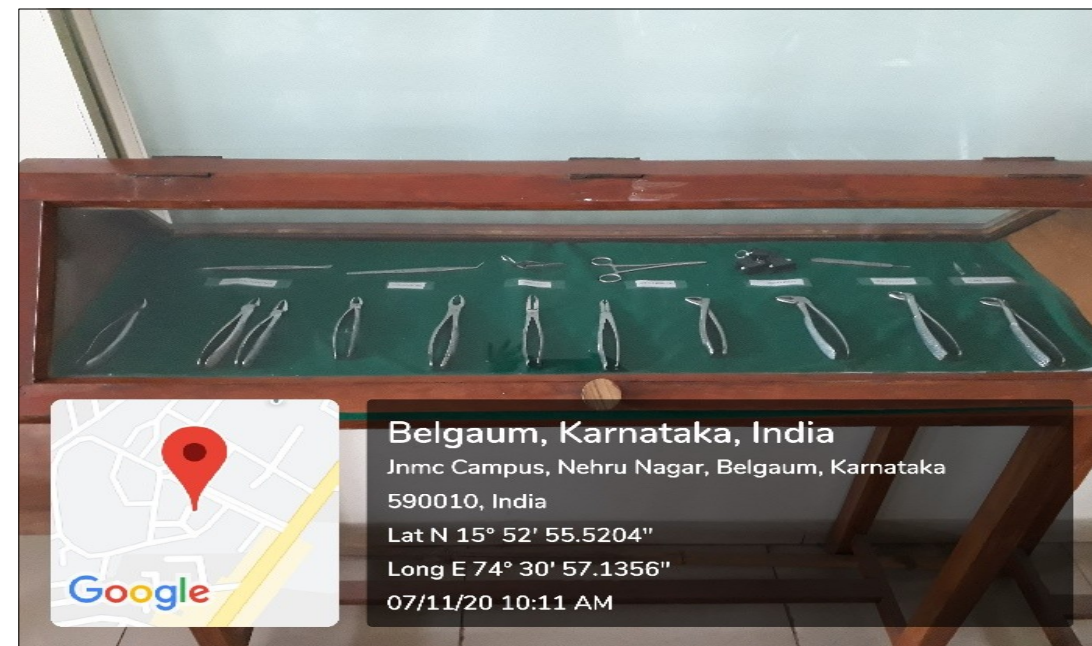 Belgaum, Karnataka, India
Jnmc Campus, Nehru Nagar, Belgaum, Karnataka
590010, India
Lat N 15° 52' 55.5204"
Long E 74° 30' 57.1356"
07/11/20 10:11 AM
Google